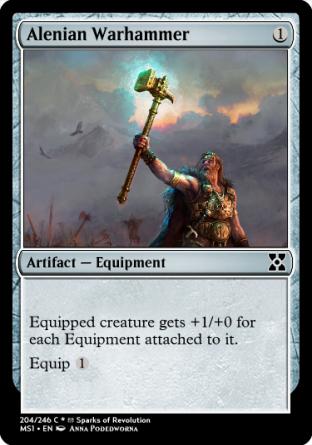 Alenian Warhammer 1
Artifact — Equipment
Equipped creature gets +1/+0 for
each Equipment attached to it.
Equip 1
204/246 C * Sparks of Revolution
MS1 • EN Anna Podedworna